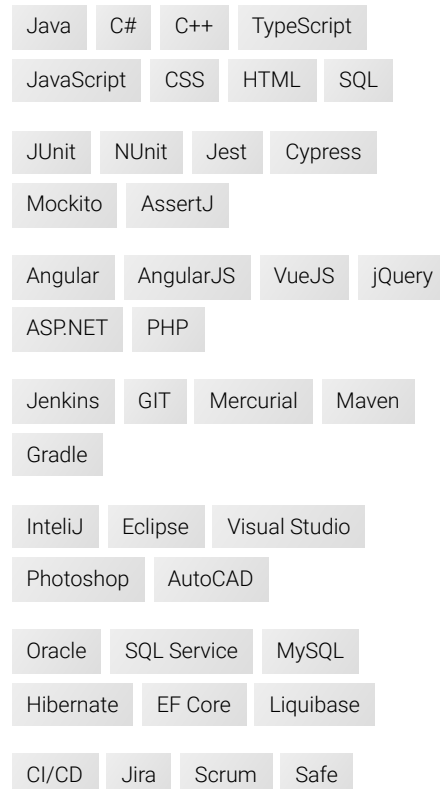 Java C# C++ TypeScript
JavaScript CSS HTML SQL
JUnit NUnit Jest Cypress
Mockito AssertJ
Angular AngularJS VueJS jQuery
ASP.NET PHP
Jenkins GIT Mercurial Maven
Gradle
InteliJ Eclipse Visual Studio
Photoshop AutoCAD
Oracle SQL Service MySQL
Hibernate EF Core Liquibase
CI/CD Jira Scrum Safe